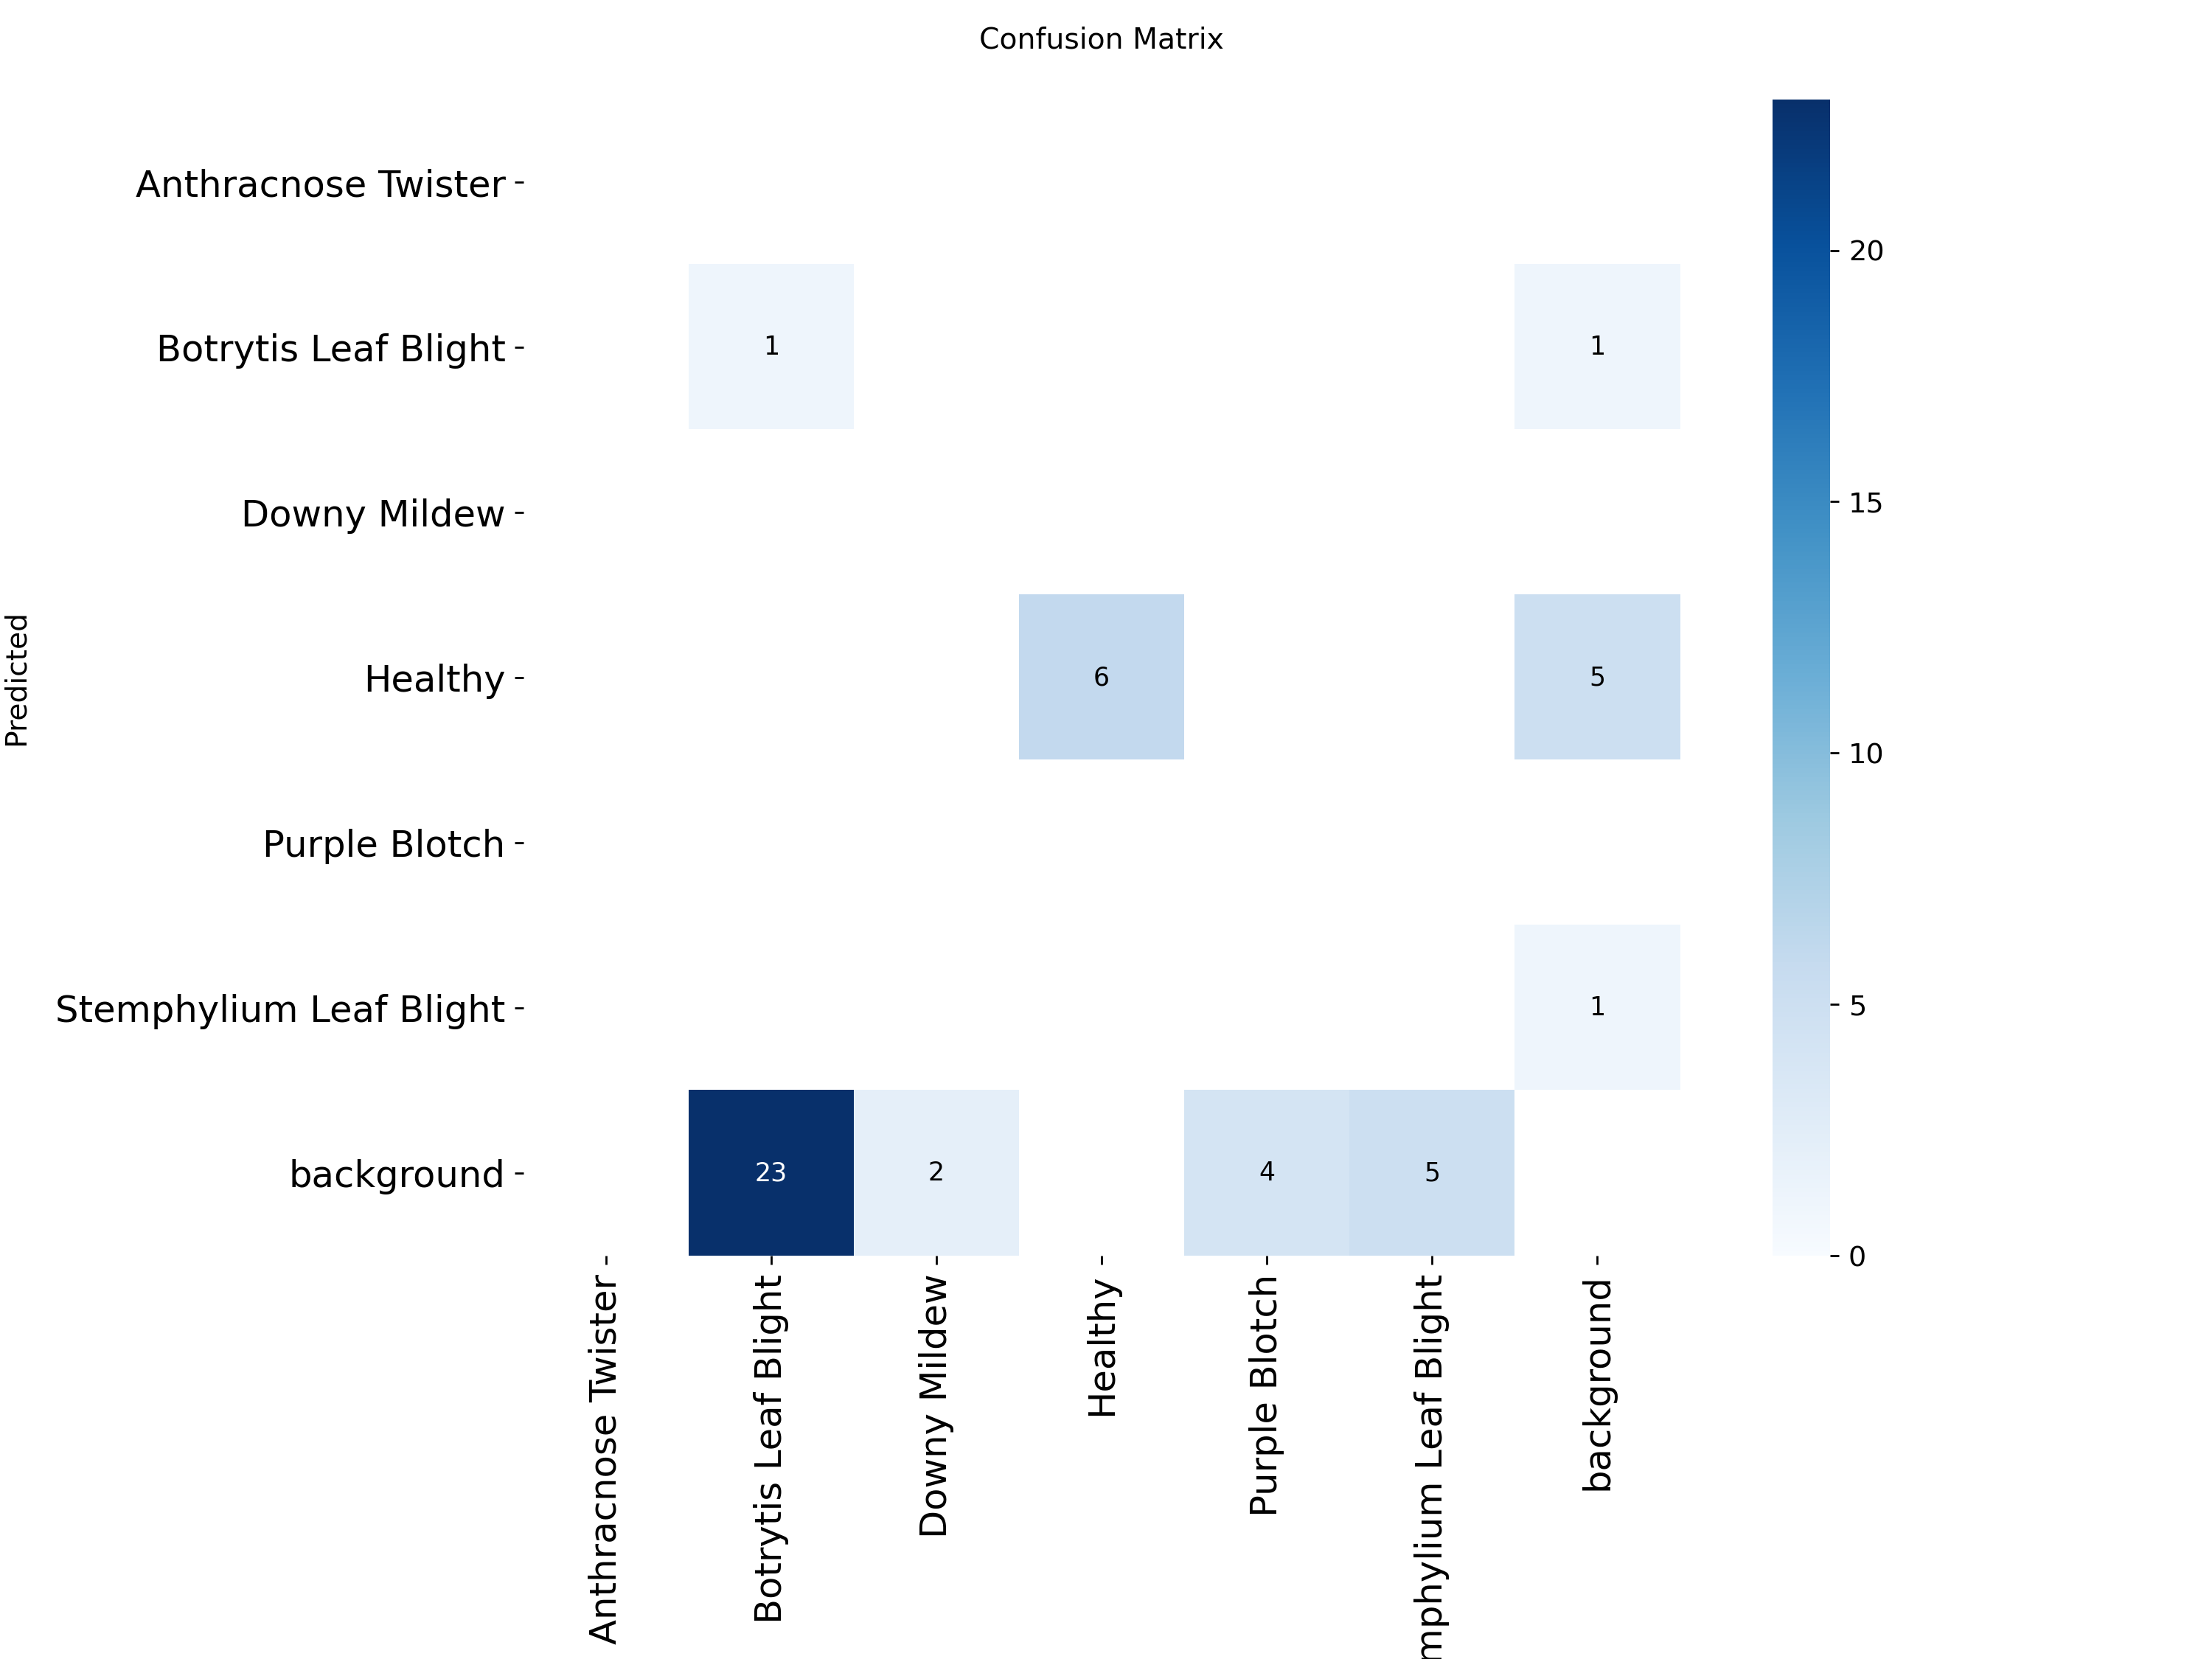 Confusion Matrix
Predicted
Anthracnose Twister
Botrytis Leaf Blight
Downy Mildew
Healthy
Purple Blotch
Stemphylium Leaf Blight
background
1
1
6
5
1
23
2
4
5
Anthracnose Twister
Botrytis Leaf Blight
Downy Mildew
Healthy
Purple Blotch
mphylium Leaf Blight
background
20
15
10
5
0